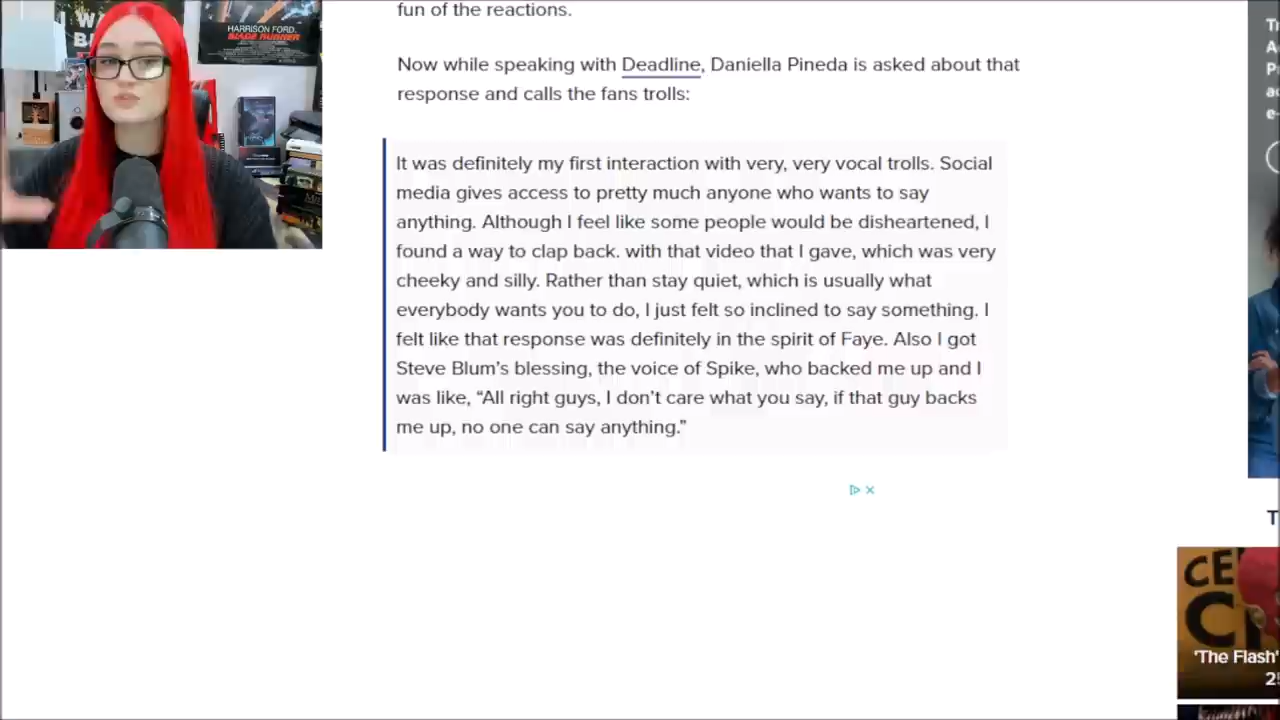 HARRISON FORD.
BLADE RUNNER
fun of the reactions.
Now while speaking with Deadline, Daniella Pineda is asked about that
response and calls the fans trolls:
It was definitely my first interaction with very, very vocal trolls. Social
media gives access to pretty much anyone who wants to say
anything. Although I feel like some people would be disheartened, I
found a way to clap back. with that video that I gave, which was very
cheeky and silly. Rather than stay quiet, which is usually what
everybody wants you to do, I just felt so inclined to say something. I
felt like that response was definitely in the spirit of Faye. Also I got
Steve Blum’s blessing, the voice of Spike, who backed me up and I
was like, “All right guys, I don’t care what you say, if that guy backs
me up, no one can say anything.”
T
CE
C
'The Flash'